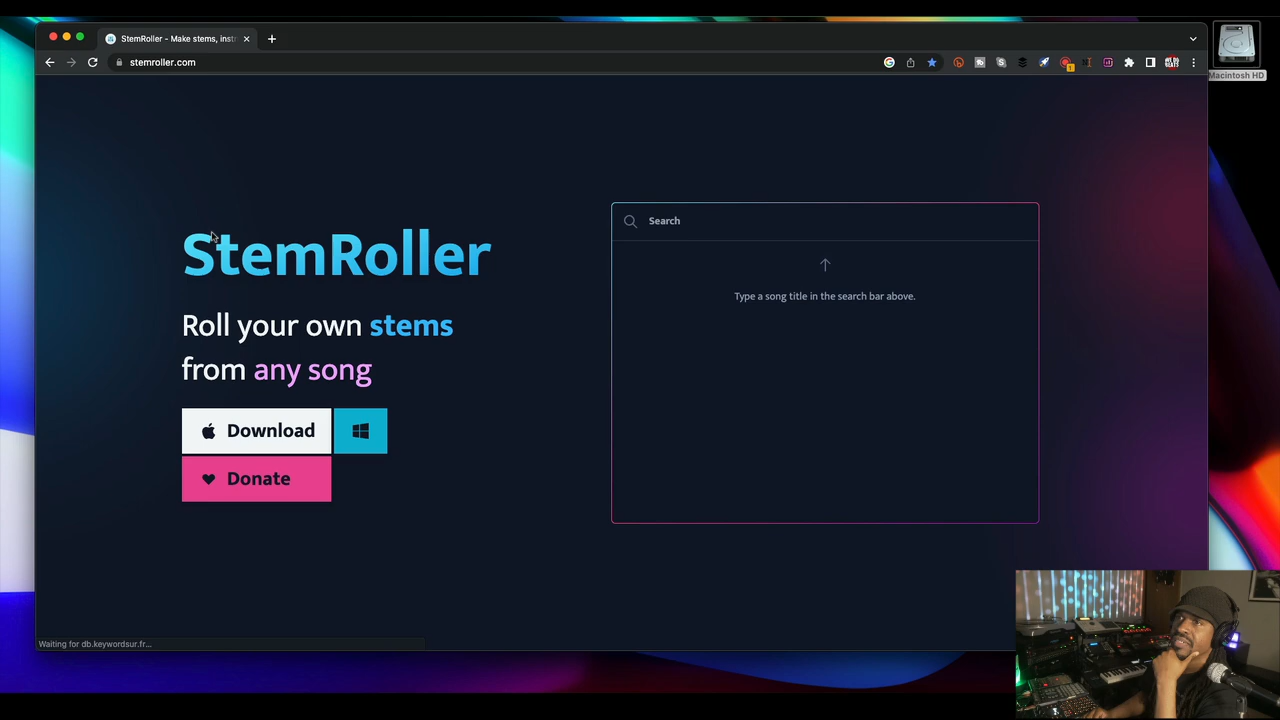 StemRoller - Make stems, instr
stemroller.com
Macintosh HD
Search
Type a song title in the search bar above.
StemRoller
Roll your own stems
from any song
Download
Donate
Waiting for db.keywordsur.fr...